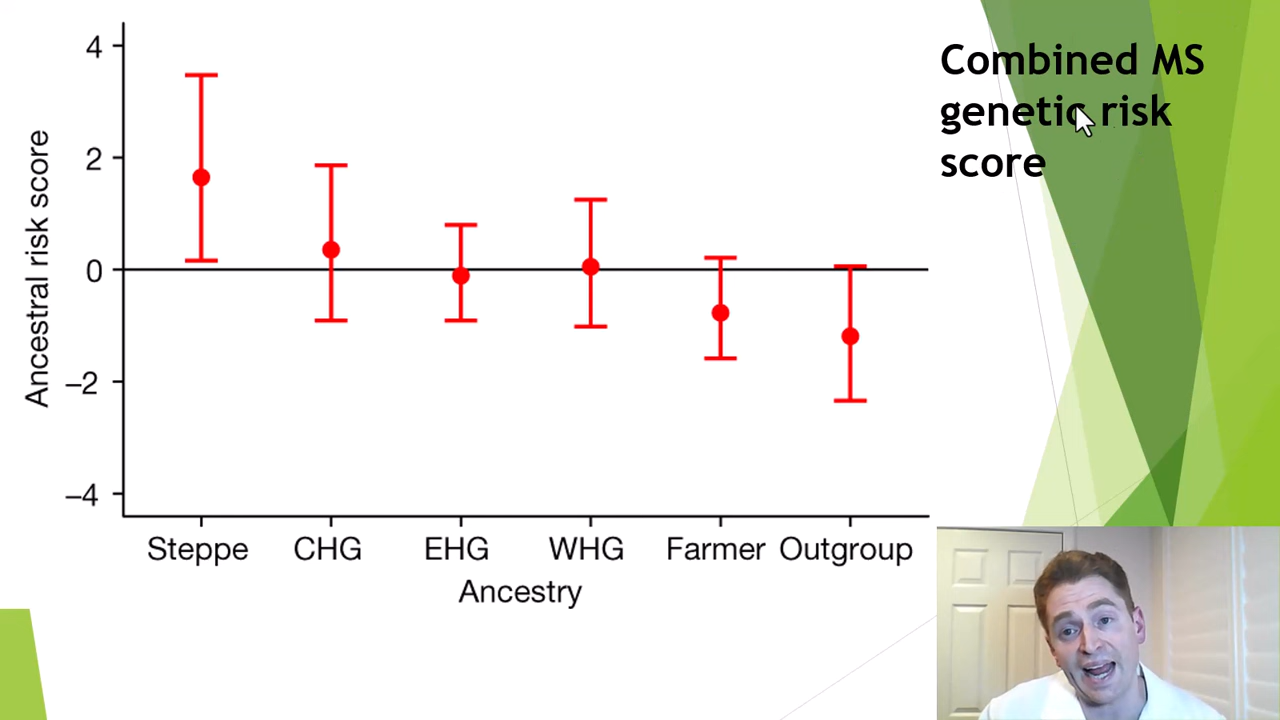 Combined MS
genetic risk
score
Ancestral risk score
4
2
0
–2
–4
Steppe
CHG
EHG
WHG
Farmer
Outgroup
Ancestry